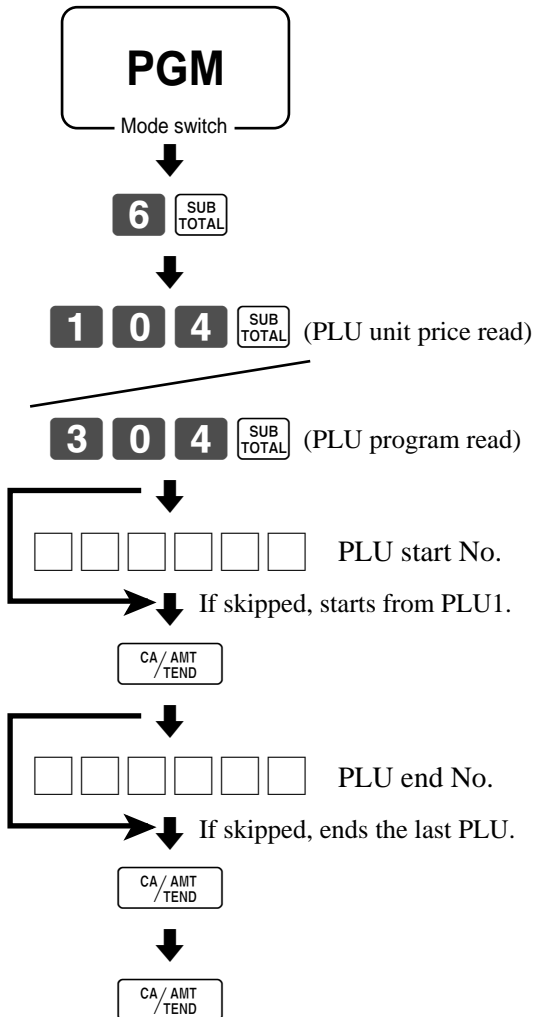 PGM
Mode switch
6 SUB TOTAL
1 0 4 SUB TOTAL (PLU unit price read)
3 0 4 SUB TOTAL (PLU program read)
PLU start No.
If skipped, starts from PLU1.
CA/AMT TEND
PLU end No.
If skipped, ends the last PLU.
CA/AMT TEND
CA/AMT TEND